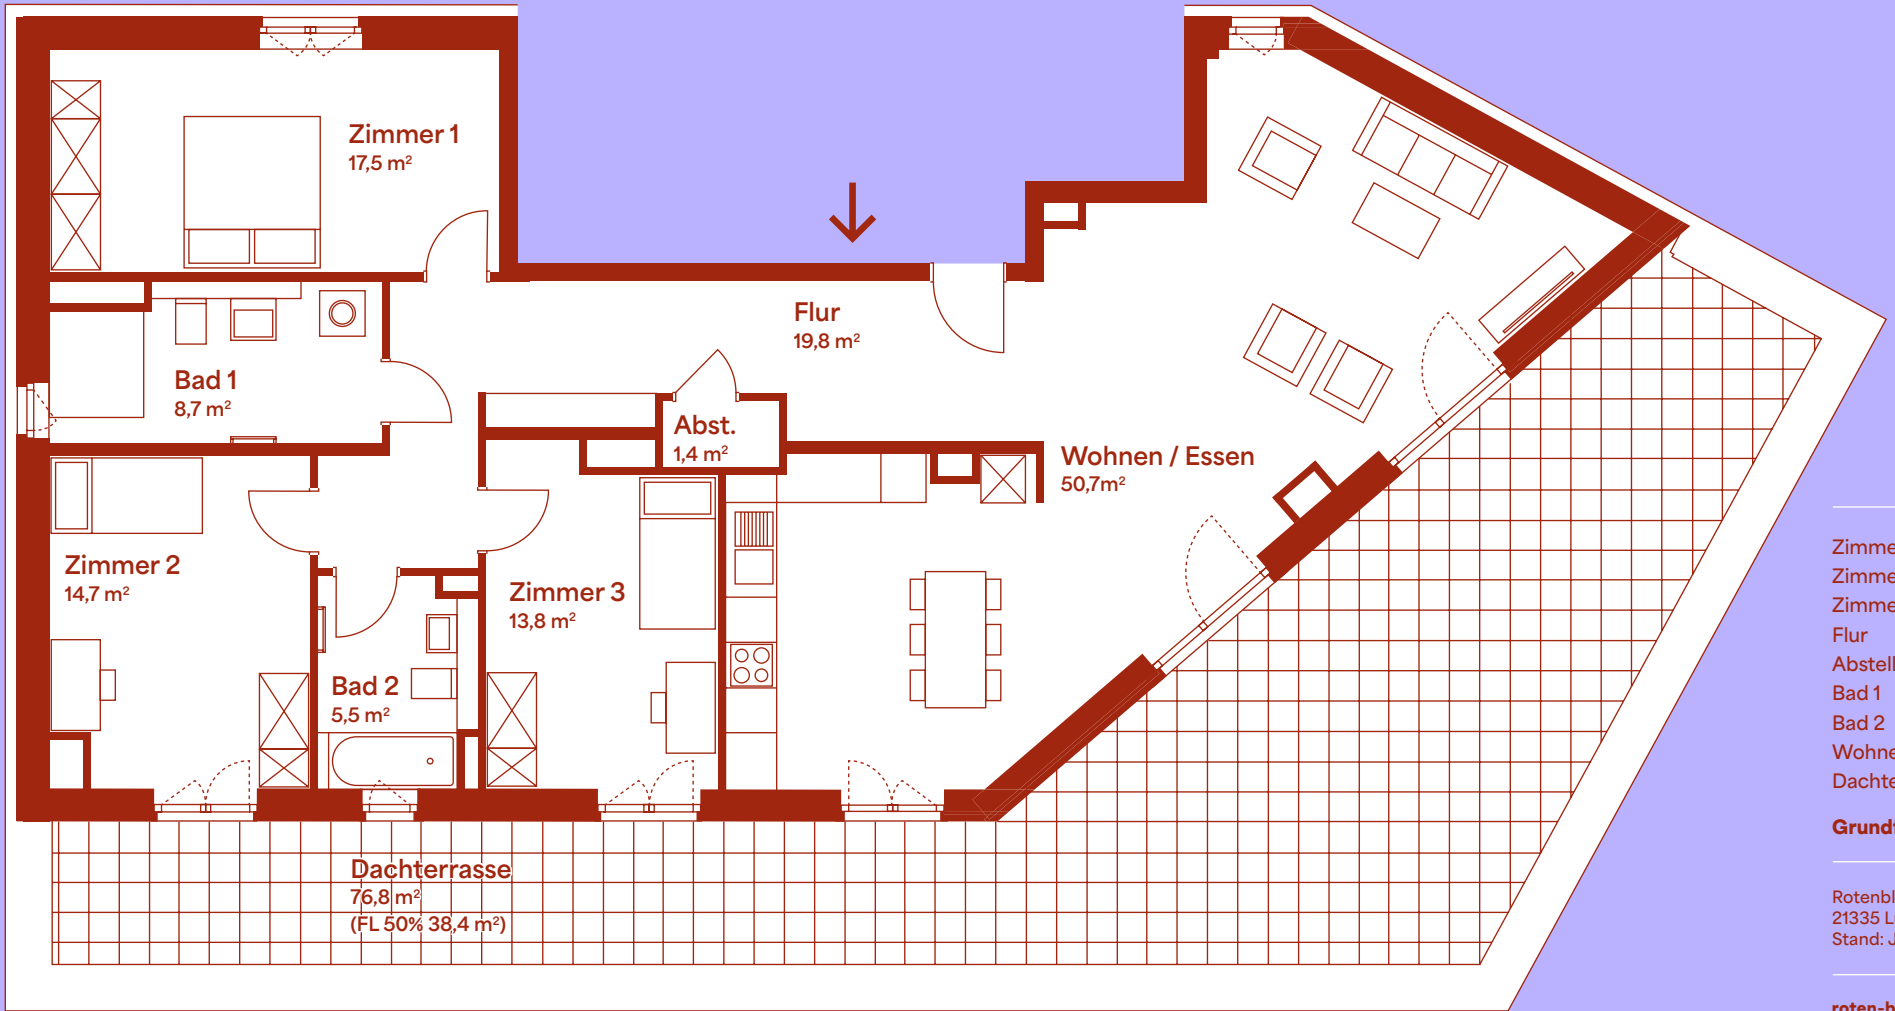 Zimmer 1
17,5 m²
Flur
19,8 m²
Bad 1
8,7 m²
Abst.
1,4 m²
Wohnen / Essen
50,7m²
Zimmer 2
14,7 m²
Zimmer 3
13,8 m²
Bad 2
5,5 m²
Dachterrasse
76,8 m²
(FL 50% 38,4 m²)
Flur
Bad 1
Bad 2
21335
Stand: